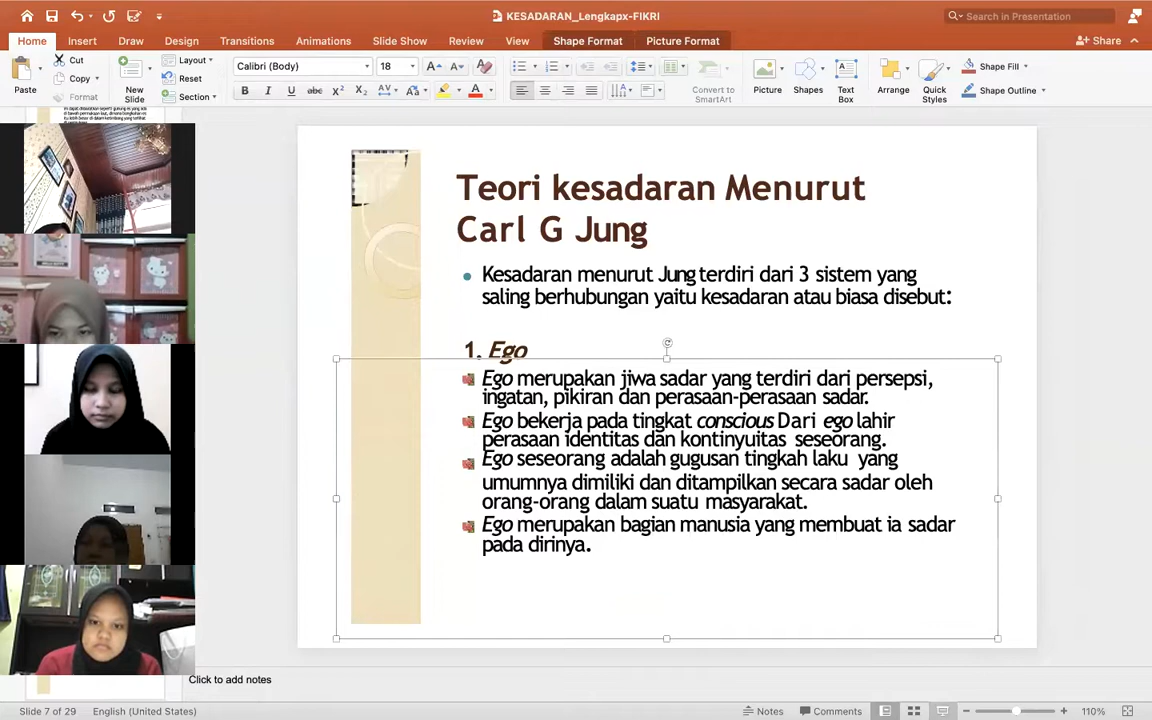 KESADARAN_Lengkapx-FIKRI
Search in Presentation
Home Insert Draw Design Transitions Animations Slide Show Review View Shape Format Picture Format
Share
Paste
Cut
Copy
Format
New
Slide
Layout
Reset
Section
Calibri (Body) 18
B I U abc X² X₂ AV Aa A
Convert to
SmartArt
Picture
Shapes
Text
Box
Arrange
Quick
Styles
Shape Fill
Shape Outline
Teori kesadaran Menurut
Carl G Jung
Kesadaran menurut Jung terdiri dari 3 sistem yang
saling berhubungan yaitu kesadaran atau biasa disebut:
1. Ego
Ego merupakan jiwa sadar yang terdiri dari persepsi,
ingatan, pikiran dan perasaan-perasaan sadar.
Ego bekerja pada tingkat conscious Dari ego lahir
perasaan identitas dan kontinyuitas seseorang.
Ego seseorang adalah gugusan tingkah laku yang
umumnya dimiliki dan ditampilkan secara sadar oleh
orang-orang dalam suatu masyarakat.
Ego merupakan bagian manusia yang membuat ia sadar
pada dirinya.
Click to add notes
Slide 7 of 29 English (United States) Notes Comments 110%